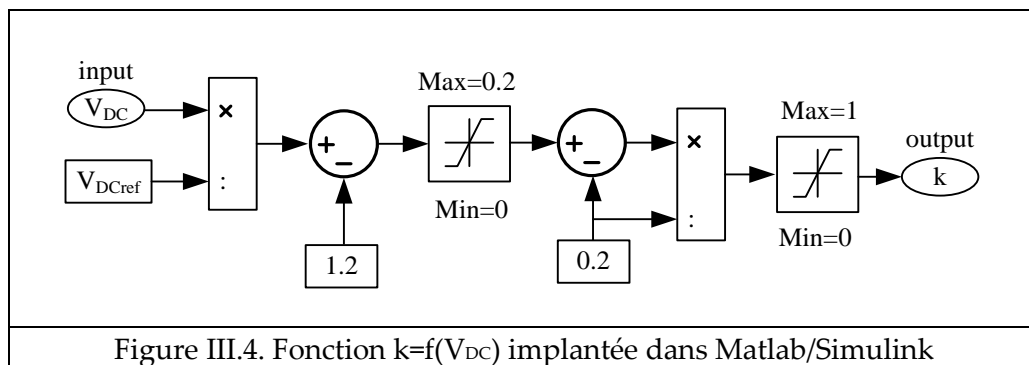 input
V_DC
V_DCref
×
:
+
−
1.2
Max=0.2
Min=0
+
−
0.2
×
:
Max=1
Min=0
output
k
Figure III.4. Fonction k=f(V_DC) implantée dans Matlab/Simulink